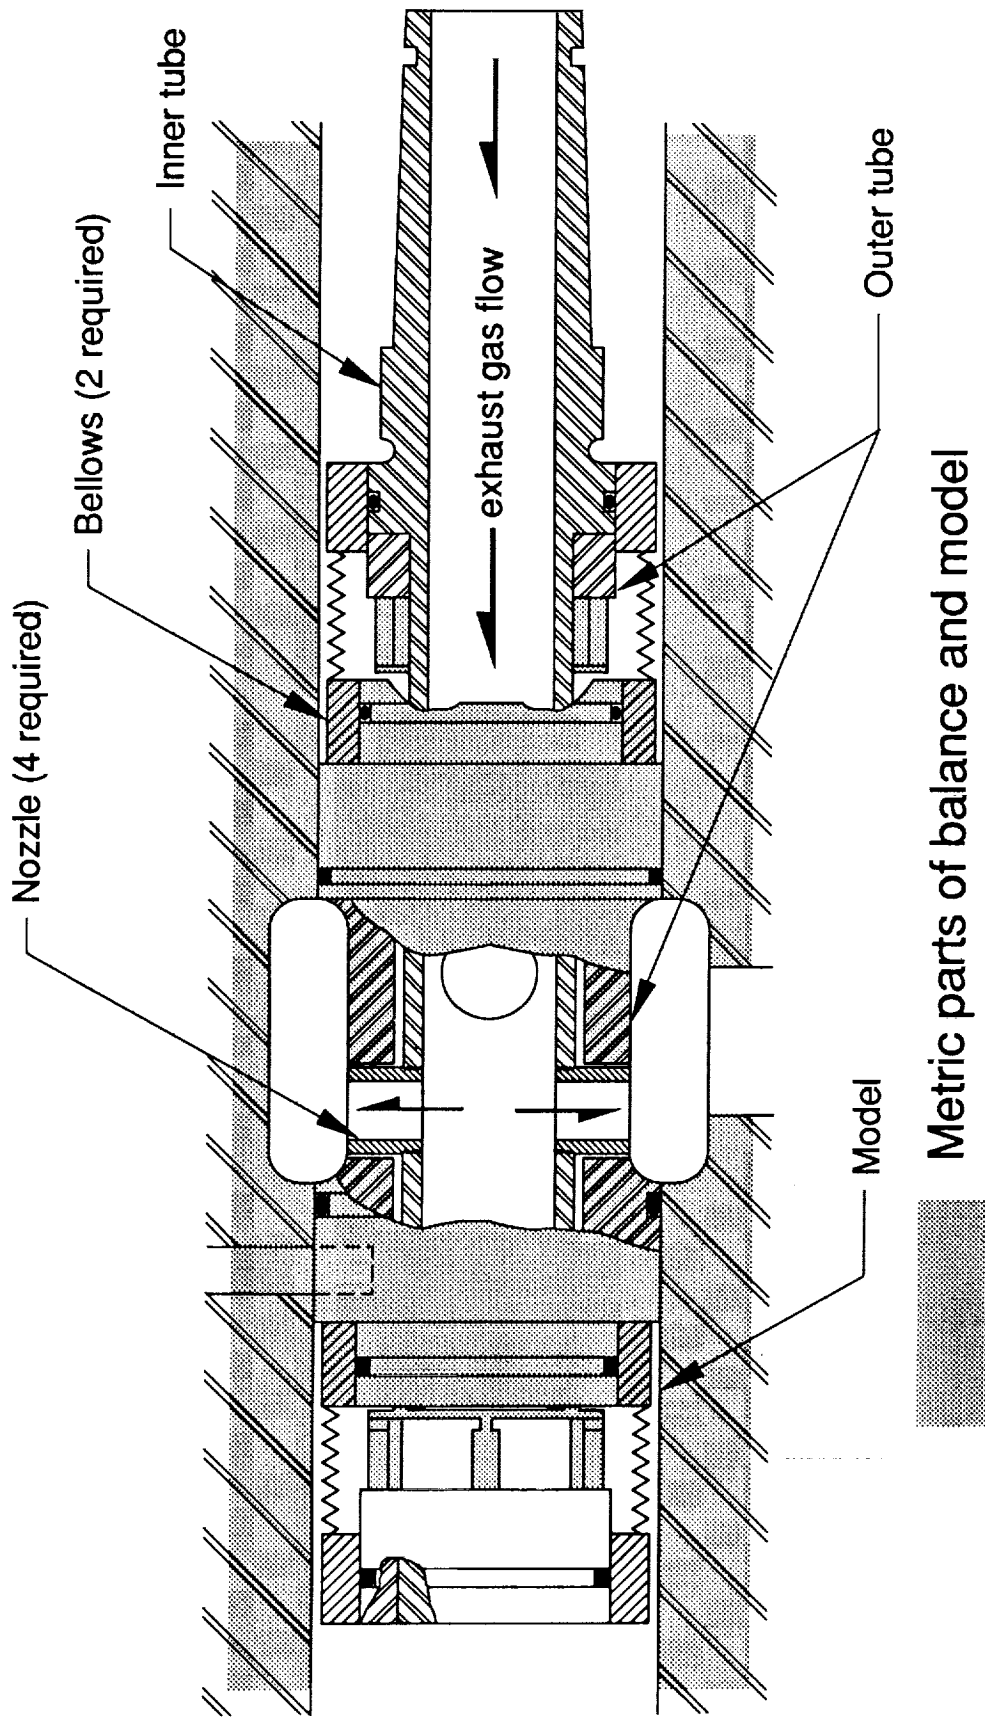 Nozzle (4 required)
Bellows (2 required)
Inner tube
exhaust gas flow
Outer tube
Model
Metric parts of balance and model